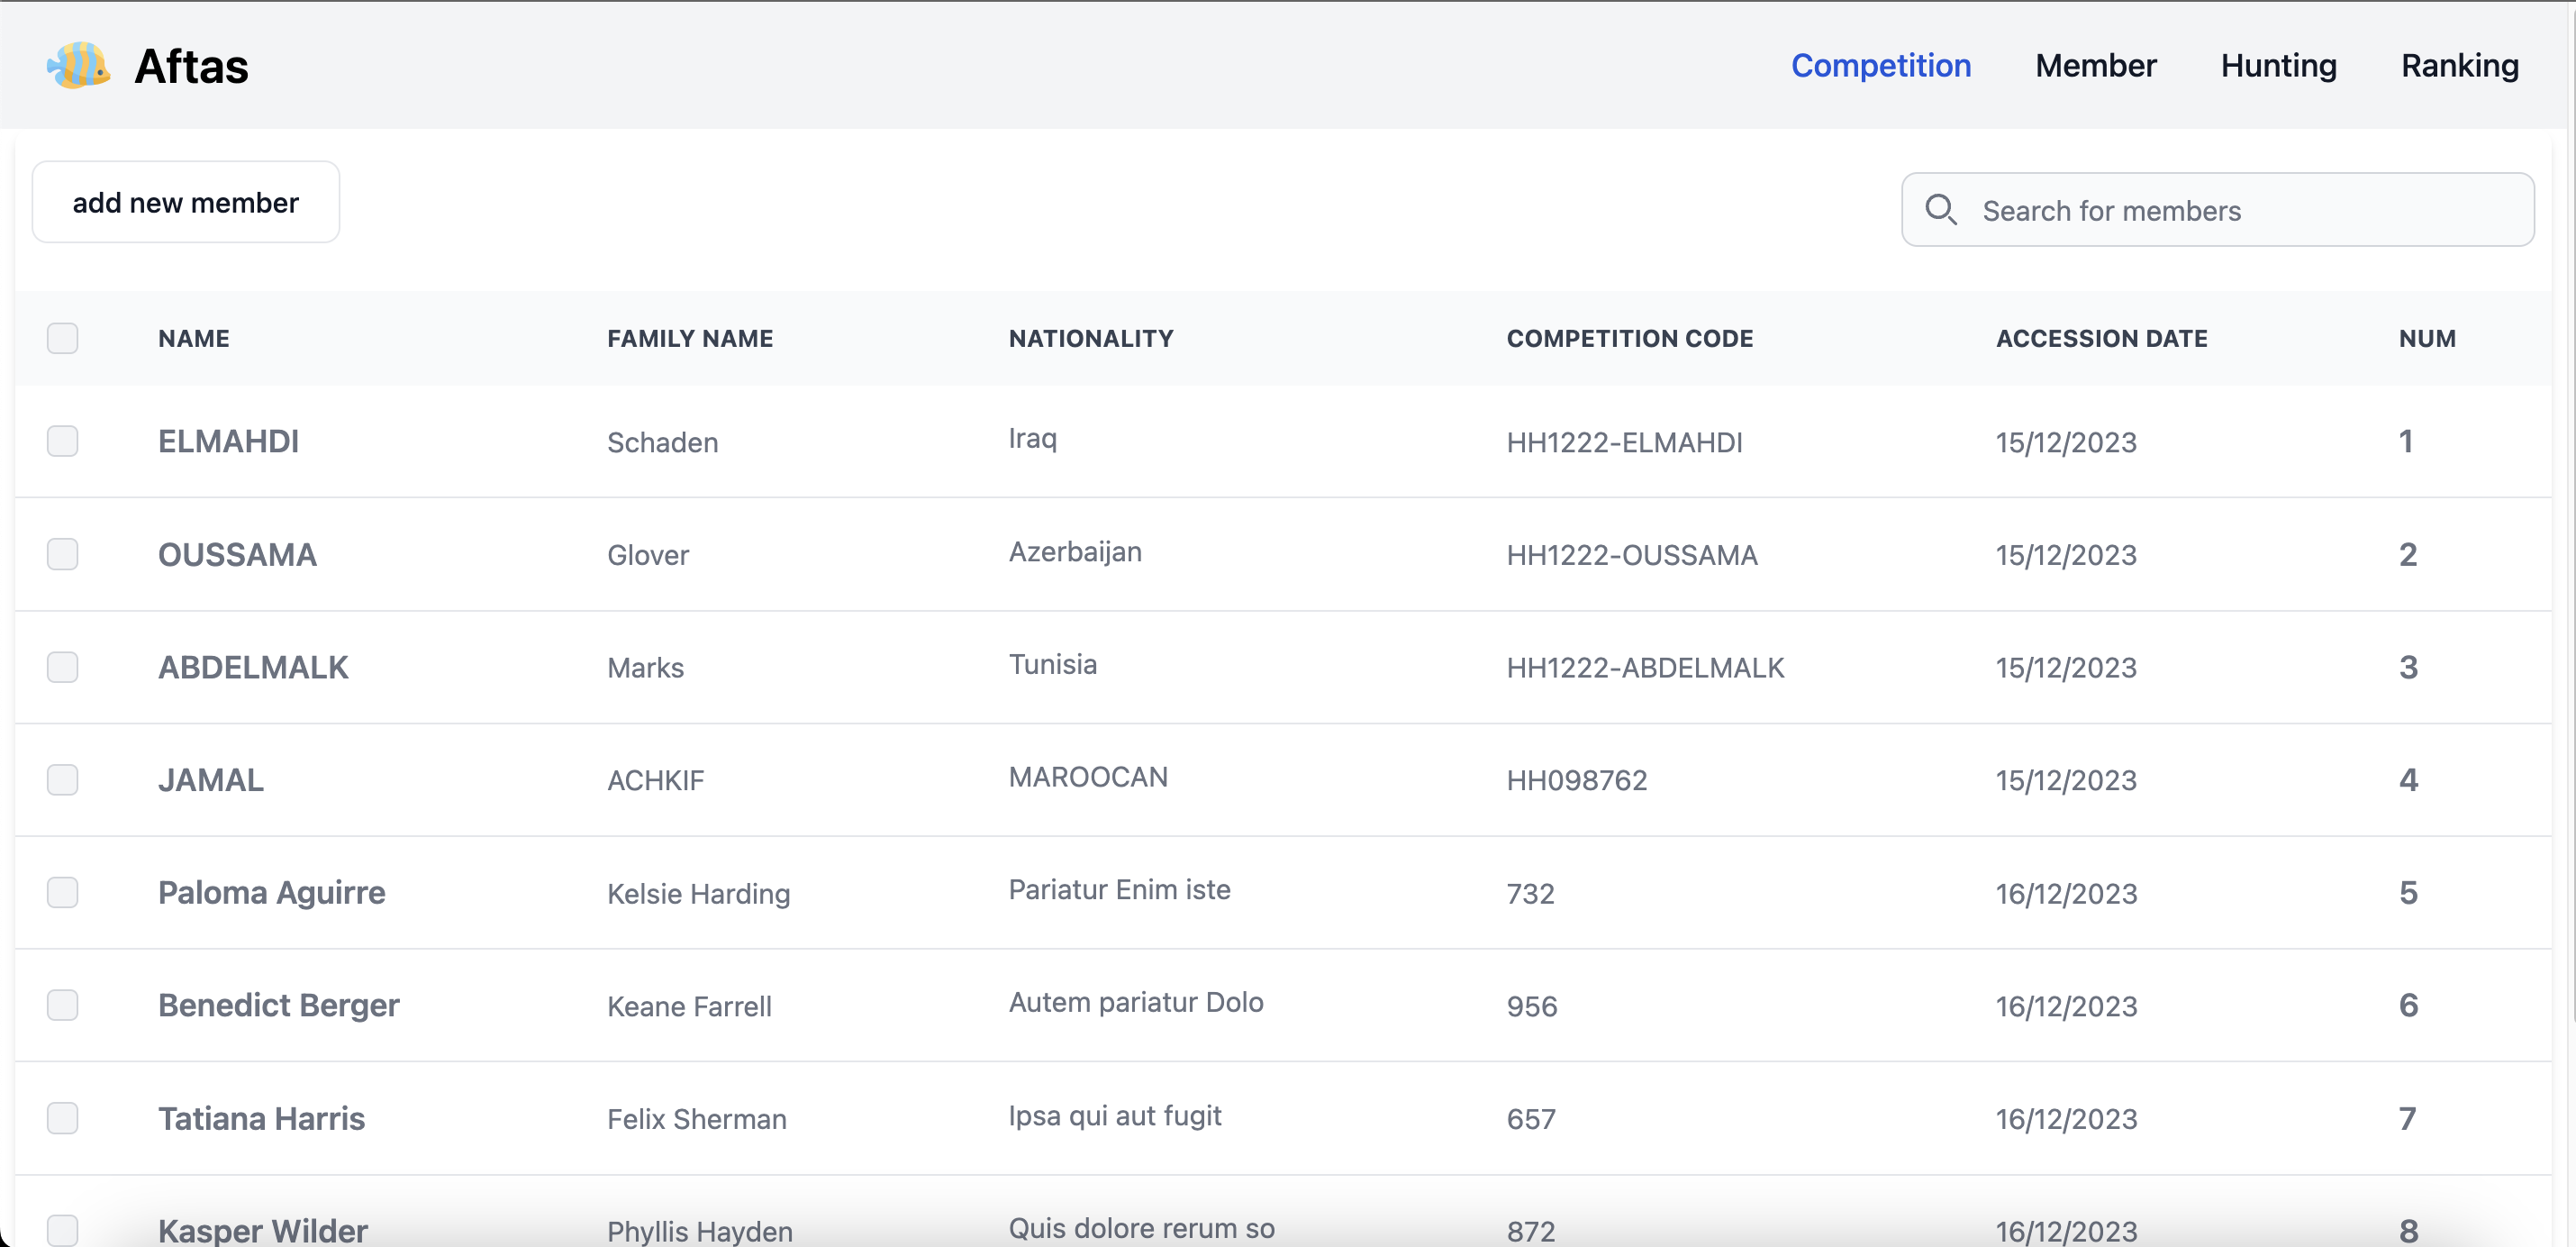 Aftas
Competition Member Hunting Ranking
add new member
Search for members
NAME FAMILY NAME NATIONALITY COMPETITION CODE ACCESSION DATE NUM
ELMAHDI Schaden Iraq HH1222-ELMAHDI 15/12/2023 1
OUSSAMA Glover Azerbaijan HH1222-OUSSAMA 15/12/2023 2
ABDELMALK Marks Tunisia HH1222-ABDELMALK 15/12/2023 3
JAMAL ACHKIF MAROOCAN HH098762 15/12/2023 4
Paloma Aguirre Kelsie Harding Pariatur Enim iste 732 16/12/2023 5
Benedict Berger Keane Farrell Autem pariatur Dolo 956 16/12/2023 6
Tatiana Harris Felix Sherman Ipsa qui aut fugit 657 16/12/2023 7
Kasper Wilder Phyllis Hayden Quis dolore rerum so 872 16/12/2023 8